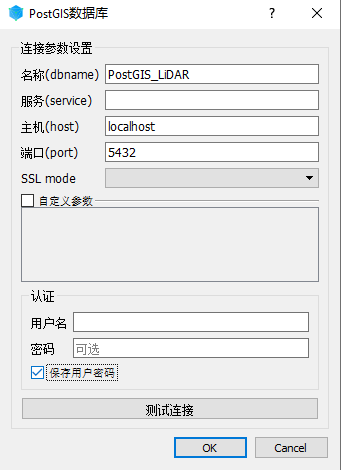 PostGIS数据库
连接参数设置
名称(dbname) PostGIS_LiDAR
服务(service)
主机(host) localhost
端口(port) 5432
SSL mode
自定义参数
认证
用户名
密码 可选
保存用户密码
测试连接
OK Cancel